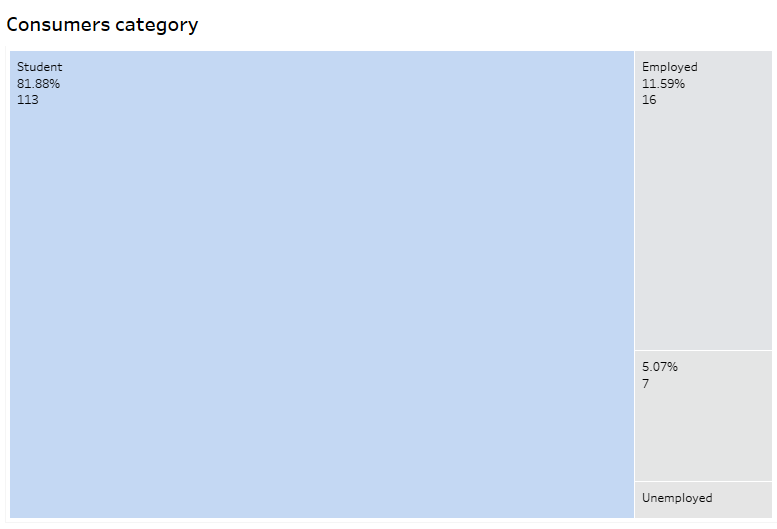 Consumers category
Student
81.88%
113
Employed
11.59%
16
5.07%
7
Unemployed